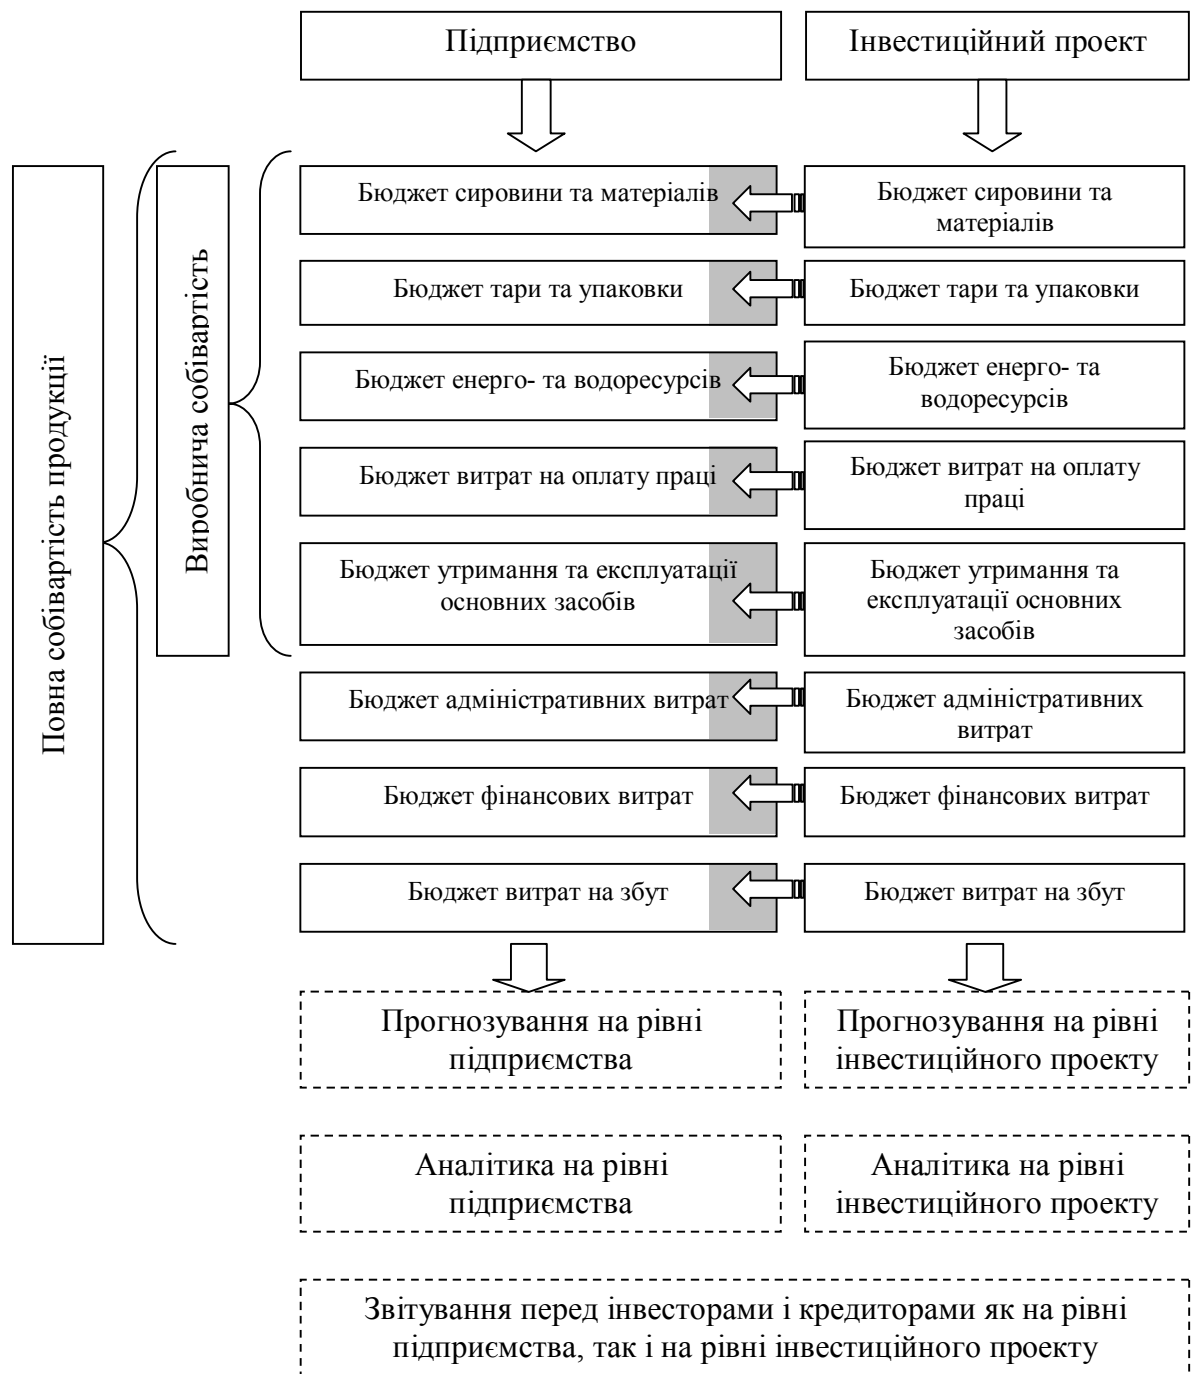 Підприємство
Інвестиційний проект
Повна собівартість продукції
Виробнича собівартість
Бюджет сировини та матеріалів
Бюджет сировини та
матеріалів
Бюджет тари та упаковки
Бюджет тари та упаковки
Бюджет енерго- та водоресурсів
Бюджет енерго- та
водоресурсів
Бюджет витрат на оплату праці
Бюджет витрат на оплату
праці
Бюджет утримання та експлуатації
основних засобів
Бюджет утримання та
експлуатації основних
засобів
Бюджет адміністративних витрат
Бюджет адміністративних
витрат
Бюджет фінансових витрат
Бюджет фінансових витрат
Бюджет витрат на збут
Бюджет витрат на збут
Прогнозування на рівні
підприємства
Прогнозування на рівні
інвестиційного проекту
Аналітика на рівні
підприємства
Аналітика на рівні
інвестиційного проекту
Звітування перед інвесторами і кредиторами як на рівні
підприємства, так і на рівні інвестиційного проекту